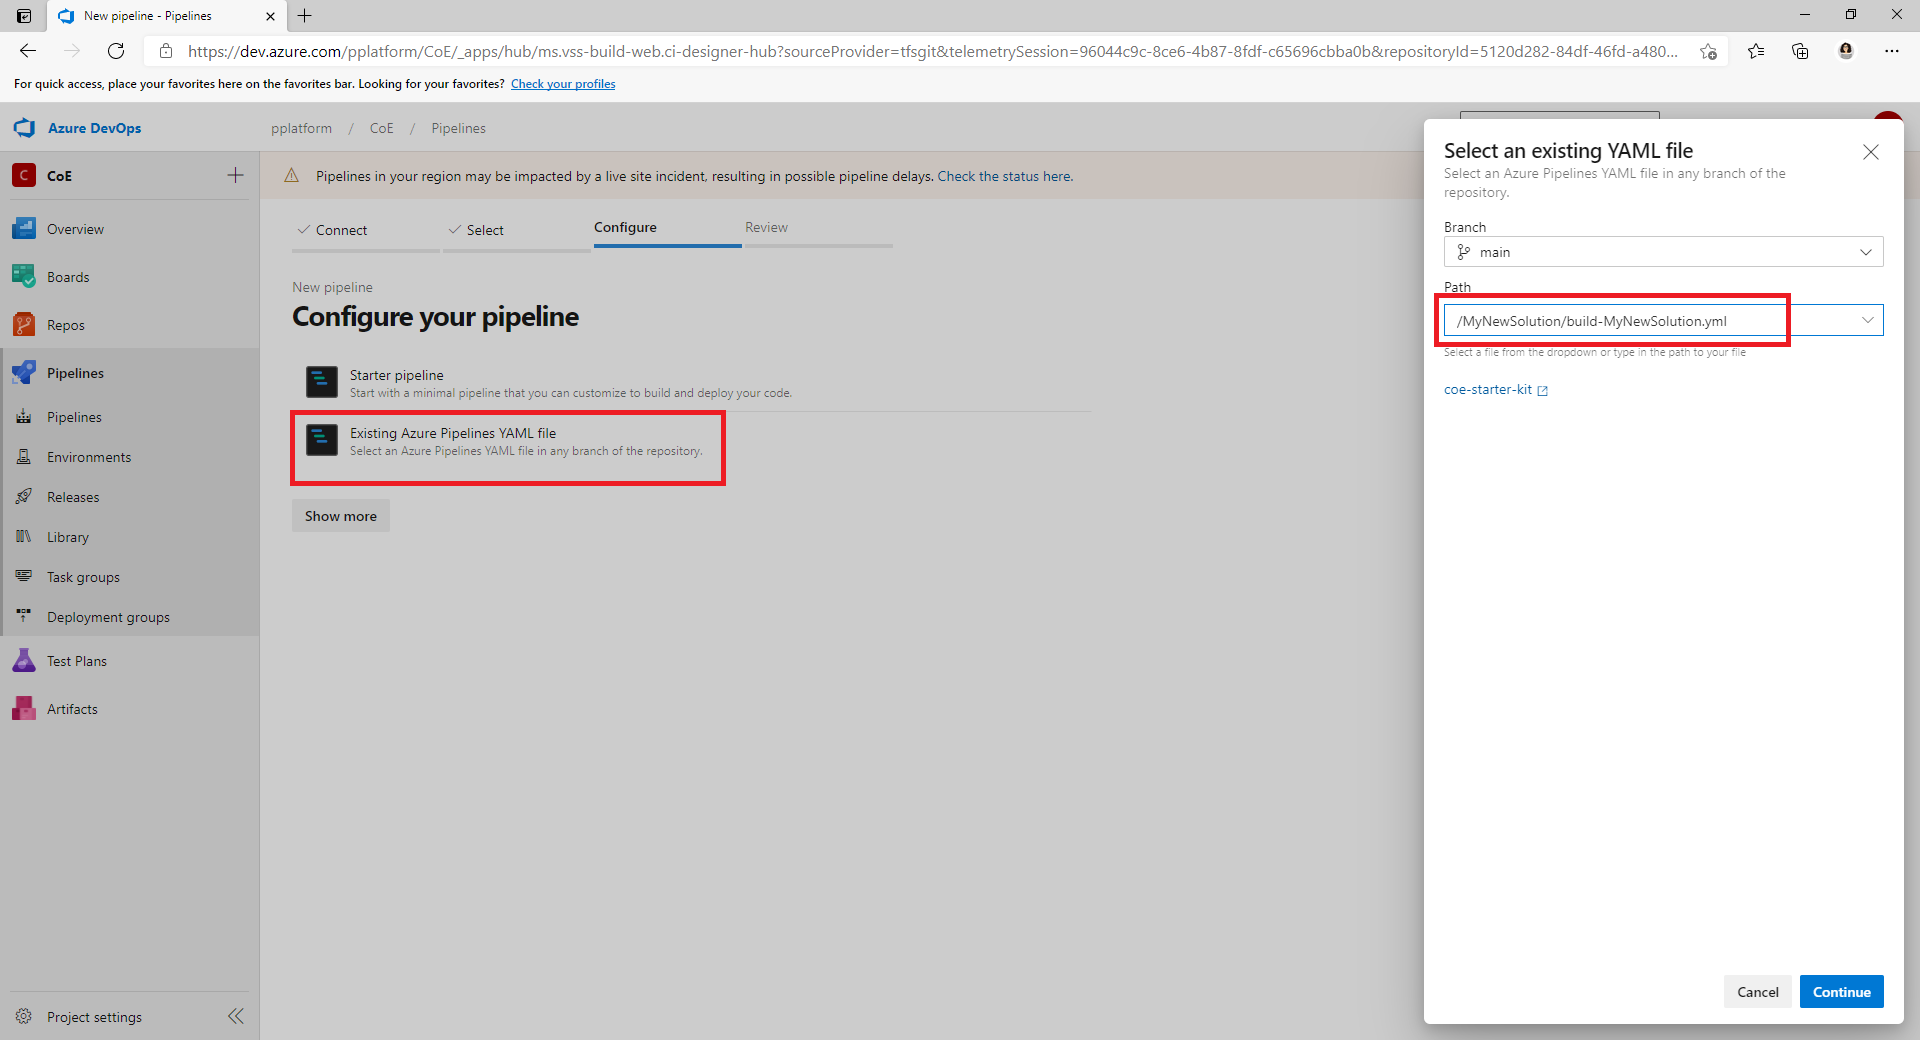 New pipeline - Pipelines
https://dev.azure.com/pplatform/CoE/_apps/hub/ms.vss-build-web.ci-designer-hub?sourceProvider=tfsgit&telemetrySession=96044c9c-8ce6-4b87-8fdf-c65696cbba0b&repositoryId=5120d282-84df-46fd-a480...
For quick access, place your favorites here on the favorites bar. Looking for your favorites? Check your profiles
Azure DevOps
pplatform / CoE / Pipelines
C CoE
Overview
Boards
Repos
Pipelines
Pipelines
Environments
Releases
Library
Task groups
Deployment groups
Test Plans
Artifacts
Project settings
Pipelines in your region may be impacted by a live site incident, resulting in possible pipeline delays. Check the status here.
Connect
Select
Configure
Review
New pipeline
Configure your pipeline
Starter pipeline
Start with a minimal pipeline that you can customize to build and deploy your code.
Existing Azure Pipelines YAML file
Select an Azure Pipelines YAML file in any branch of the repository.
Show more
Select an existing YAML file
Select an Azure Pipelines YAML file in any branch of the
repository.
Branch
main
Path
/MyNewSolution/build-MyNewSolution.yml
Select a file from the dropdown or type in the path to your file
coe-starter-kit
Cancel
Continue